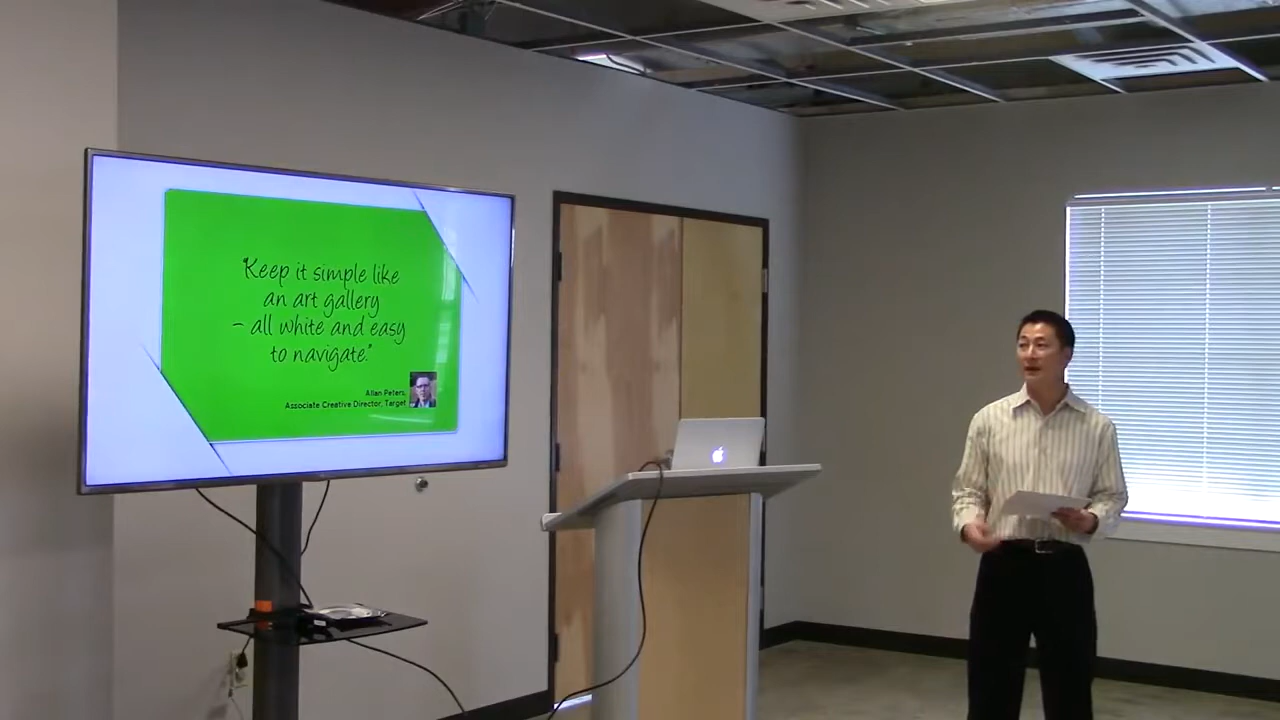 "Keep it simple like
an art gallery
- all white and easy
to navigate."
Allan Peters,
Associate Creative Director, Target